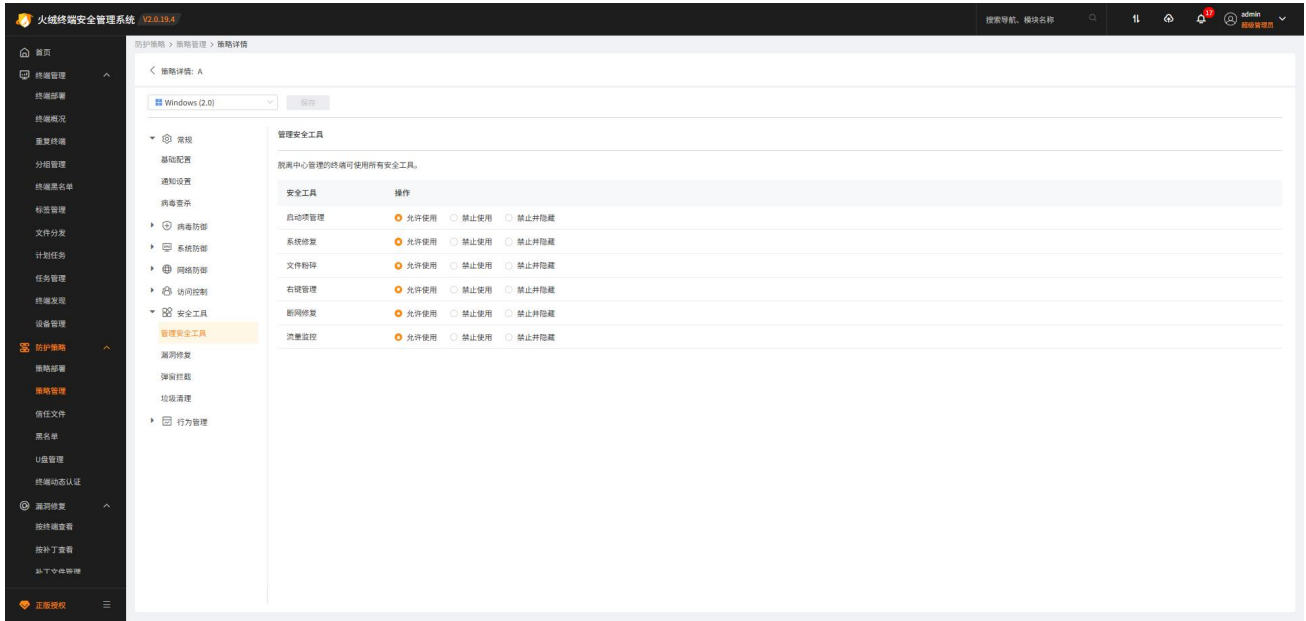 火绒终端安全管理系统 V2.0.19.4
搜索导航、模块名称
17
admin
超级管理员
首页
终端管理
终端部署
终端概况
重复终端
分组管理
终端黑名单
标签管理
文件分发
计划任务
任务管理
终端发现
设备管理
防护策略
策略部署
策略管理
信任文件
黑名单
U盘管理
终端动态认证
漏洞修复
按终端查看
按补丁查看
补丁文件管理
正版授权
防护策略 > 策略管理 > 策略详情
策略详情: A
Windows (2.0)
保存
常规
基础配置
通知设置
病毒查杀
病毒防御
系统防御
网络防御
访问控制
安全工具
管理安全工具
漏洞修复
弹窗拦截
垃圾清理
行为管理
管理安全工具
脱离中心管理的终端可使用所有安全工具。
安全工具 操作
启动项管理 允许使用 禁止使用 禁止并隐藏
系统修复 允许使用 禁止使用 禁止并隐藏
文件粉碎 允许使用 禁止使用 禁止并隐藏
右键管理 允许使用 禁止使用 禁止并隐藏
断网修复 允许使用 禁止使用 禁止并隐藏
流量监控 允许使用 禁止使用 禁止并隐藏